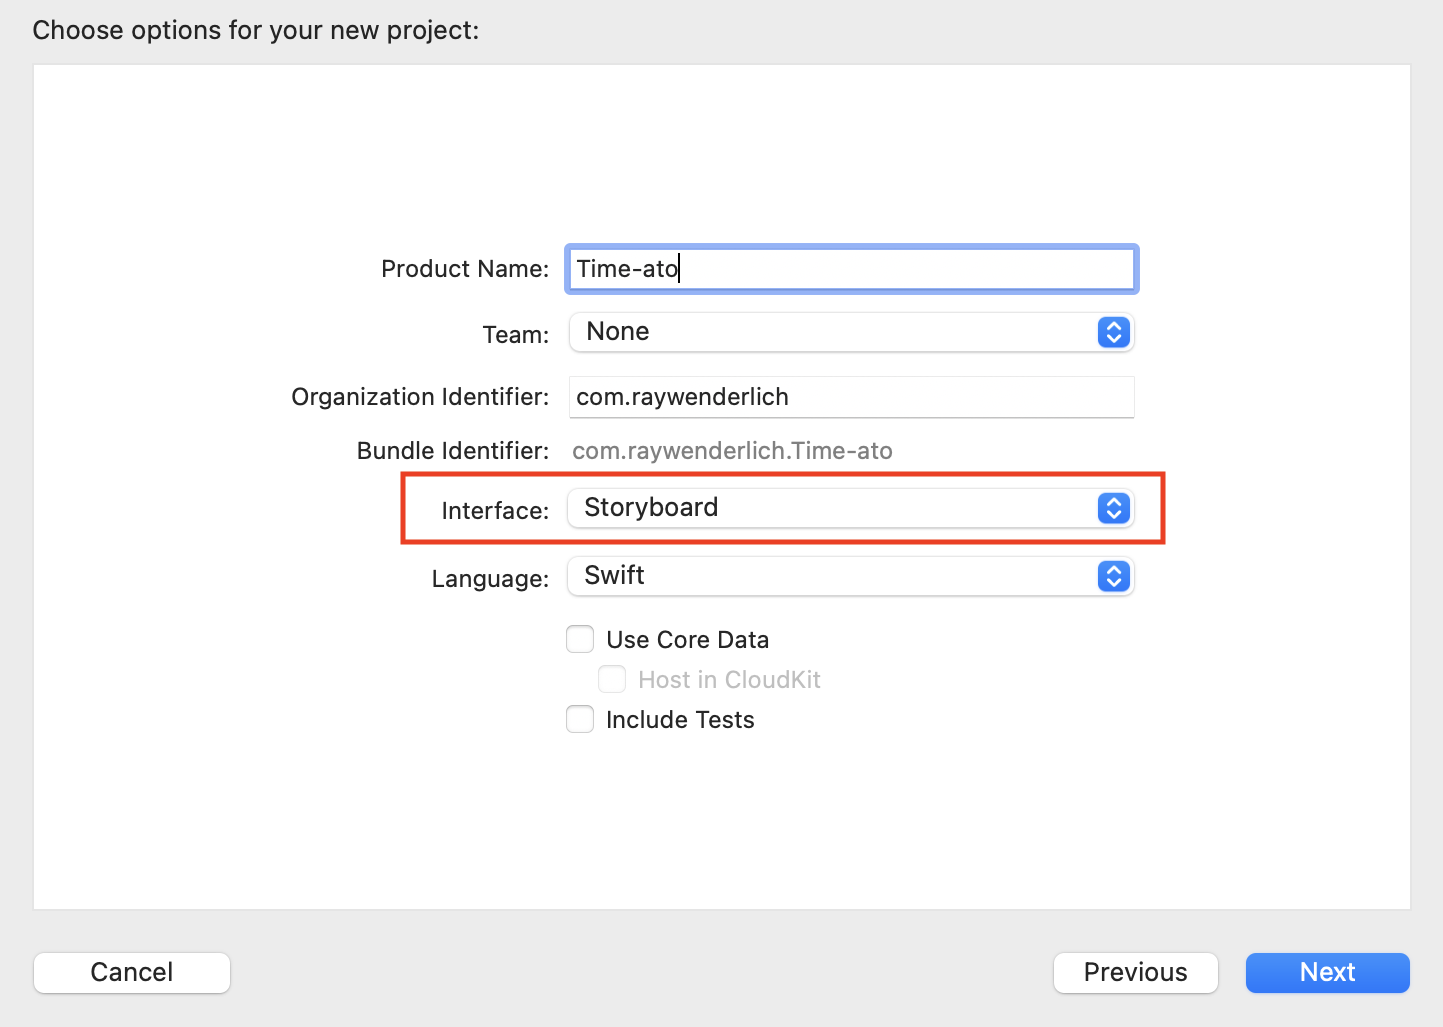 Choose options for your new project:
Product Name: Time-ato
Team: None
Organization Identifier: com.raywenderlich
Bundle Identifier: com.raywenderlich.Time-ato
Interface: Storyboard
Language: Swift
Use Core Data
Host in CloudKit
Include Tests
Cancel Previous Next